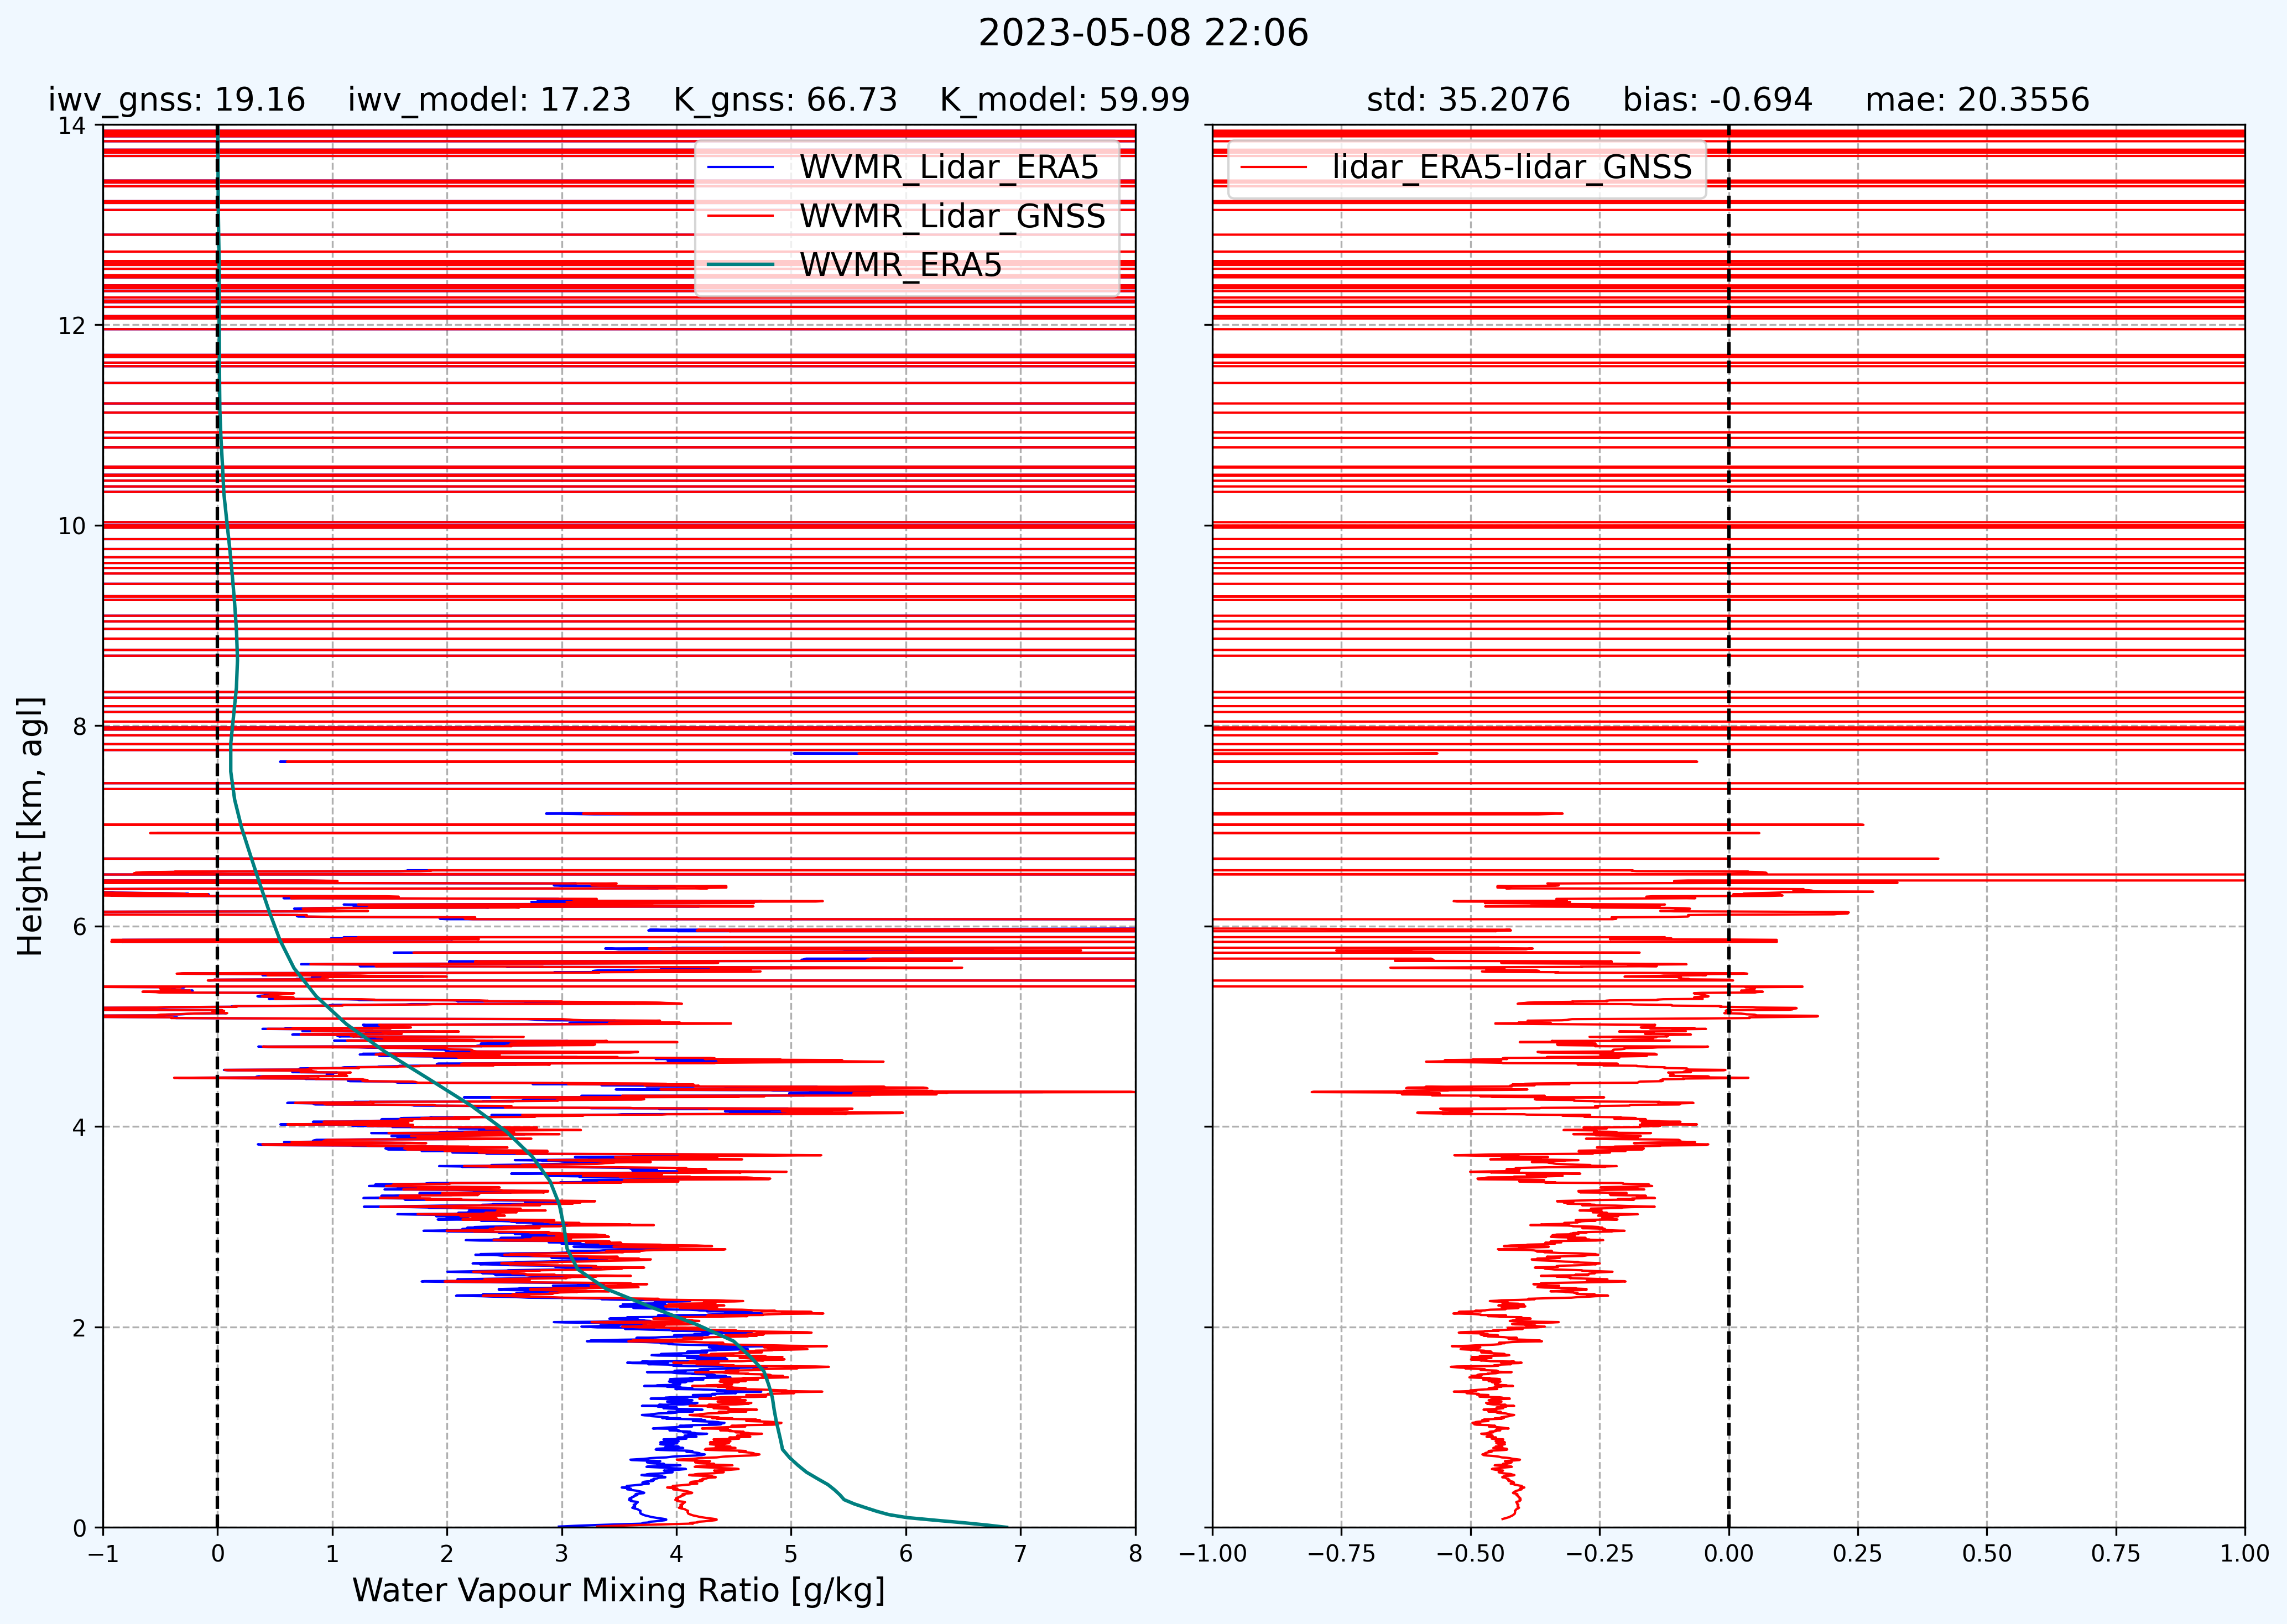 2023-05-08 22:06
iwv_gnss: 19.16 iwv_model: 17.23 K_gnss: 66.73 K_model: 59.99
std: 35.2076 bias: -0.694 mae: 20.3556
WVMR_Lidar_ERA5
WVMR_Lidar_GNSS
WVMR_ERA5
lidar_ERA5-lidar_GNSS
Height [km, agl]
14
12
10
8
6
4
2
0
−1 0 1 2 3 4 5 6 7 8
Water Vapour Mixing Ratio [g/kg]
−1.00 −0.75 −0.50 −0.25 0.00 0.25 0.50 0.75 1.00